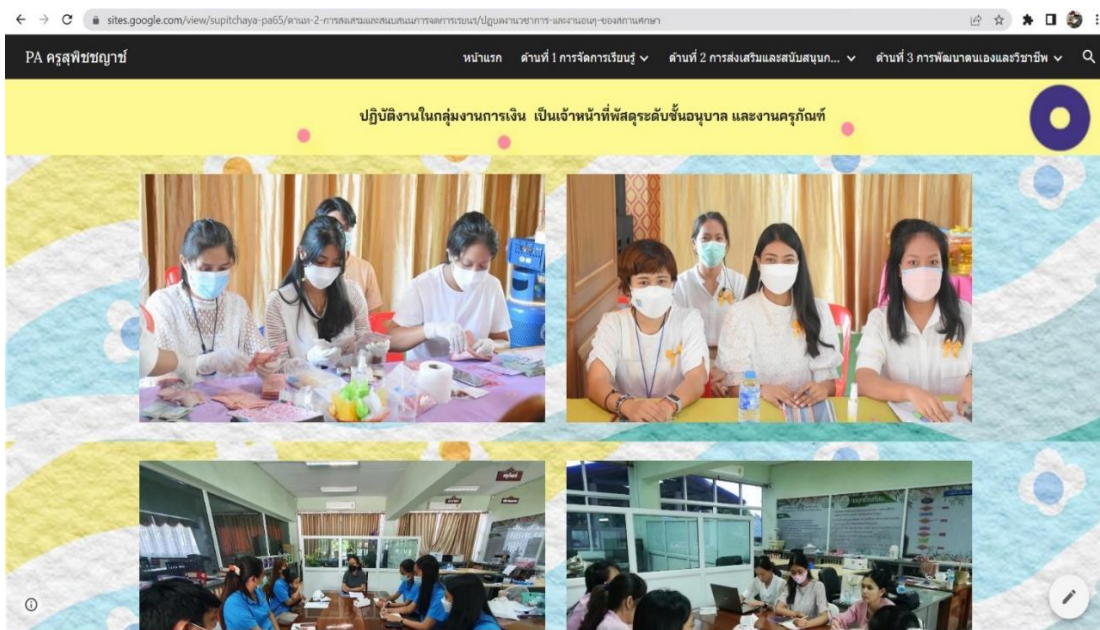 sites.google.com/view/supitchaya-pa65/ด้านที่-2-การส่งเสริมและสนับสนุนการจัดการเรียนรู้/ปฏิบัติงานวิชาการ-และงานอื่นๆ-ของสถานศึกษา
PA ครูสุพิชชญาช์
หน้าแรก
ด้านที่ 1 การจัดการเรียนรู้
ด้านที่ 2 การส่งเสริมและสนับสนุนก...
ด้านที่ 3 การพัฒนาตนเองและวิชาชีพ
ปฏิบัติงานในกลุ่มงานการเงิน เป็นเจ้าหน้าที่พัสดุระดับชั้นอนุบาล และงานครุภัณฑ์